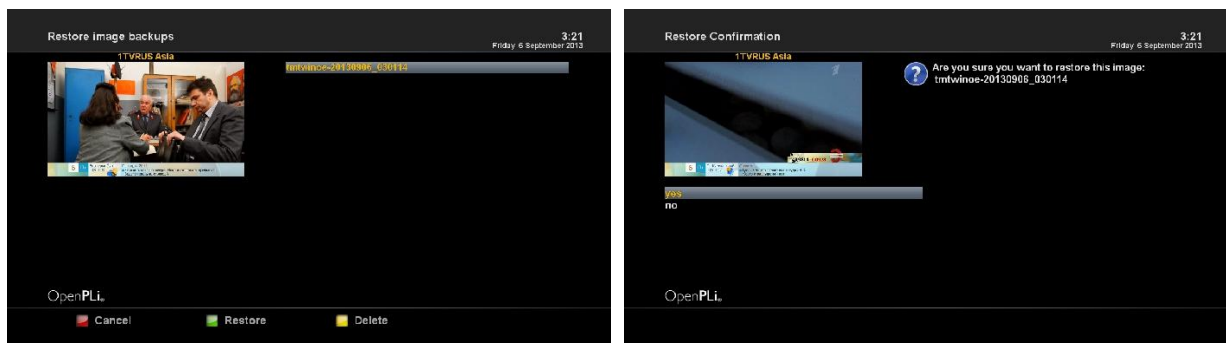 Restore image backups
3:21
Friday 6 September 2013
1TVRUS Asia
tmtwinoe-20130906_030114
OpenPLi®
Cancel
Restore
Delete
Restore Confirmation
3:21
Friday 6 September 2013
1TVRUS Asia
Are you sure you want to restore this image:
tmtwinoe-20130906_030114
yes
no
OpenPLi®